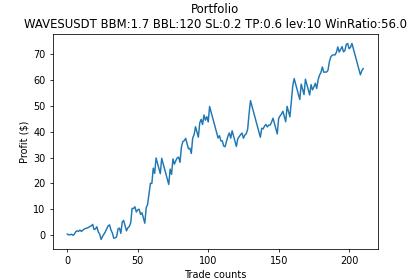 Portfolio
WAVESUSDT BBM:1.7 BBL:120 SL:0.2 TP:0.6 lev:10 WinRatio:56.0
Profit ($)
70
60
50
40
30
20
10
0
0 50 100 150 200
Trade counts